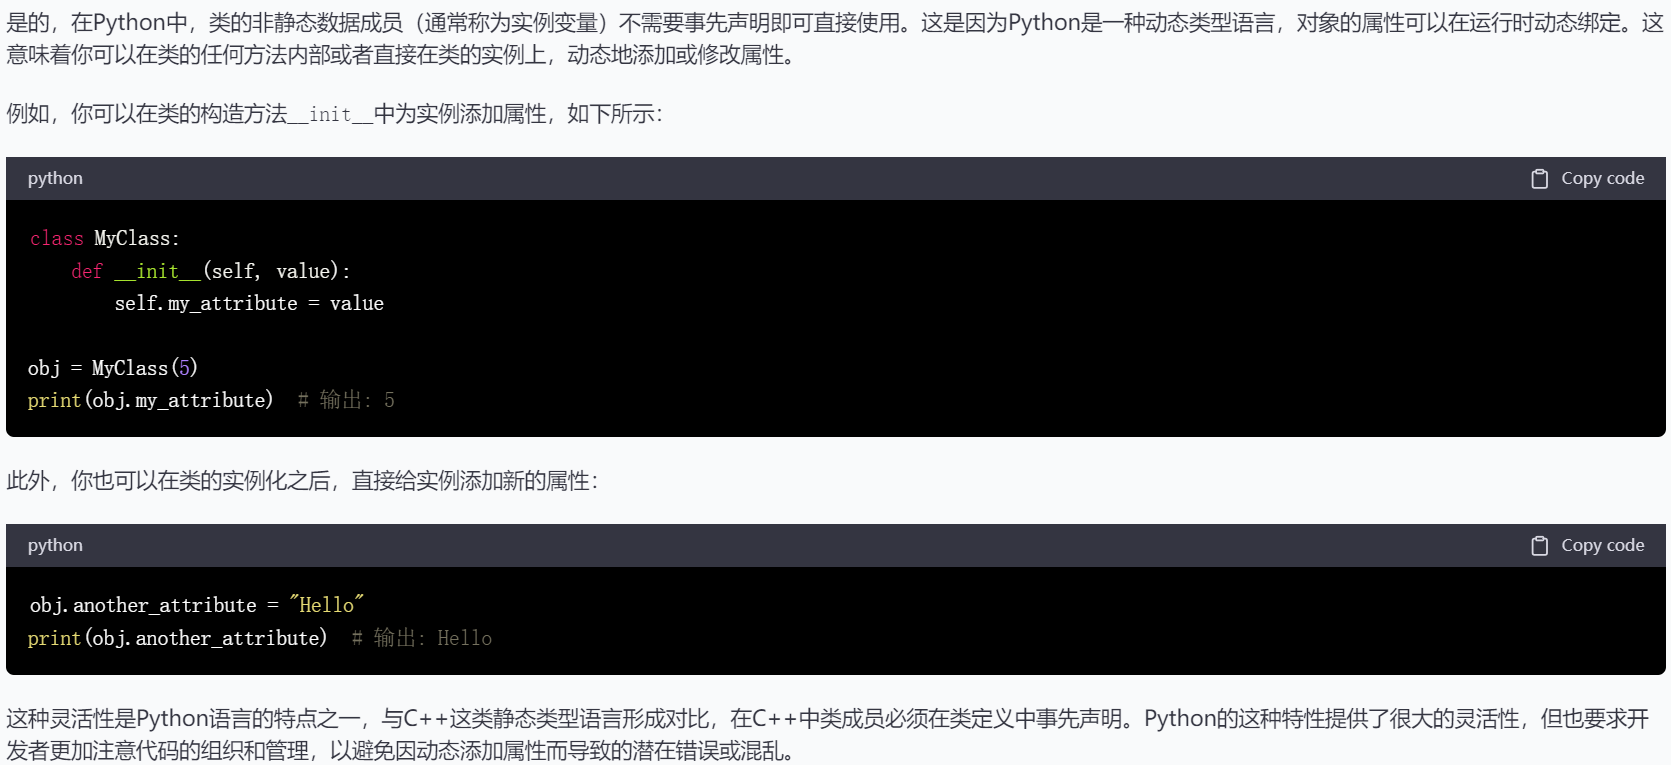 是的，在Python中，类的非静态数据成员（通常称为实例变量）不需要事先声明即可直接使用。这是因为Python是一种动态类型语言，对象的属性可以在运行时动态绑定。这
意味着你可以在类的任何方法内部或者直接在类的实例上，动态地添加或修改属性。
例如，你可以在类的构造方法__init__中为实例添加属性，如下所示：
python Copy code
class MyClass:
    def __init__(self, value):
        self.my_attribute = value
obj = MyClass(5)
print(obj.my_attribute)  # 输出: 5
此外，你也可以在类的实例化之后，直接给实例添加新的属性：
python Copy code
obj.another_attribute = "Hello"
print(obj.another_attribute)  # 输出: Hello
这种灵活性是Python语言的特点之一，与C++这类静态类型语言形成对比，在C++中类成员必须在类定义中事先声明。Python的这种特性提供了很大的灵活性，但也要求开
发者更加注意代码的组织和管理，以避免因动态添加属性而导致的潜在错误或混乱。